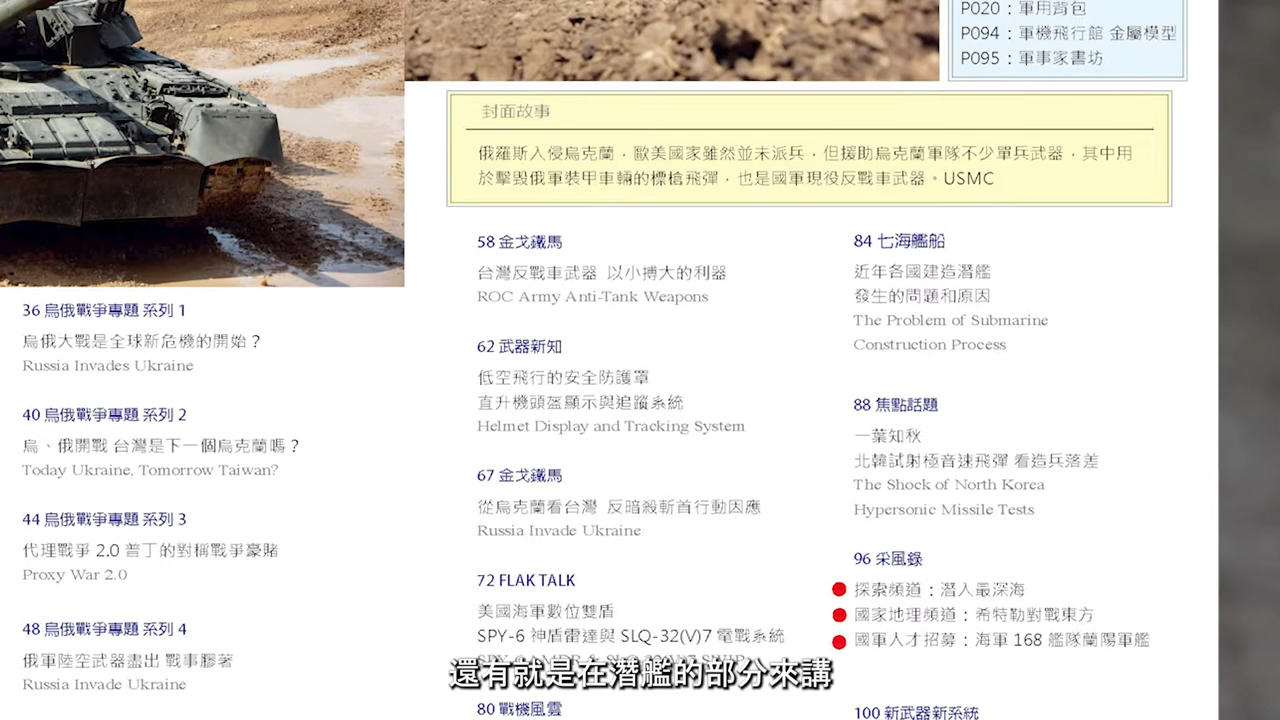 P020：軍用背包
P094：軍機飛行館 金屬模型
P095：軍事家書坊
封面故事
俄羅斯入侵烏克蘭，歐美國家雖然並未派兵，但援助烏克蘭軍隊不少單兵武器，其中用
於擊毀俄軍裝甲車輛的標槍飛彈，也是國軍現役反戰車武器。USMC
36 烏俄戰爭專題 系列 1
烏俄大戰是全球新危機的開始？
Russia Invades Ukraine
40 烏俄戰爭專題 系列 2
烏、俄開戰 台灣是下一個烏克蘭嗎？
Today Ukraine, Tomorrow Taiwan?
44 烏俄戰爭專題 系列 3
代理戰爭 2.0 普丁的對稱戰爭豪賭
Proxy War 2.0
48 烏俄戰爭專題 系列 4
俄軍陸空武器盡出 戰事膠著
Russia Invade Ukraine
58 金戈鐵馬
台灣反戰車武器 以小搏大的利器
ROC Army Anti-Tank Weapons
62 武器新知
低空飛行的安全防護罩
直升機頭盔顯示與追蹤系統
Helmet Display and Tracking System
67 金戈鐵馬
從烏克蘭看台灣 反暗殺斬首行動因應
Russia Invade Ukraine
72 FLAK TALK
美國海軍數位雙盾
SPY-6 神盾雷達與 SLQ-32(V)7 電戰系統
80 戰機風雲
84 七海艦船
近年各國建造潛艦
發生的問題和原因
The Problem of Submarine
Construction Process
88 焦點話題
一葉知秋
北韓試射極音速飛彈 看造兵落差
The Shock of North Korea
Hypersonic Missile Tests
96 采風錄
探索頻道：潛入最深海
國家地理頻道：希特勒對戰東方
國軍人才招募：海軍 168 艦隊蘭陽軍艦
100 新武器新系統
還有就是在潛艦的部分來講